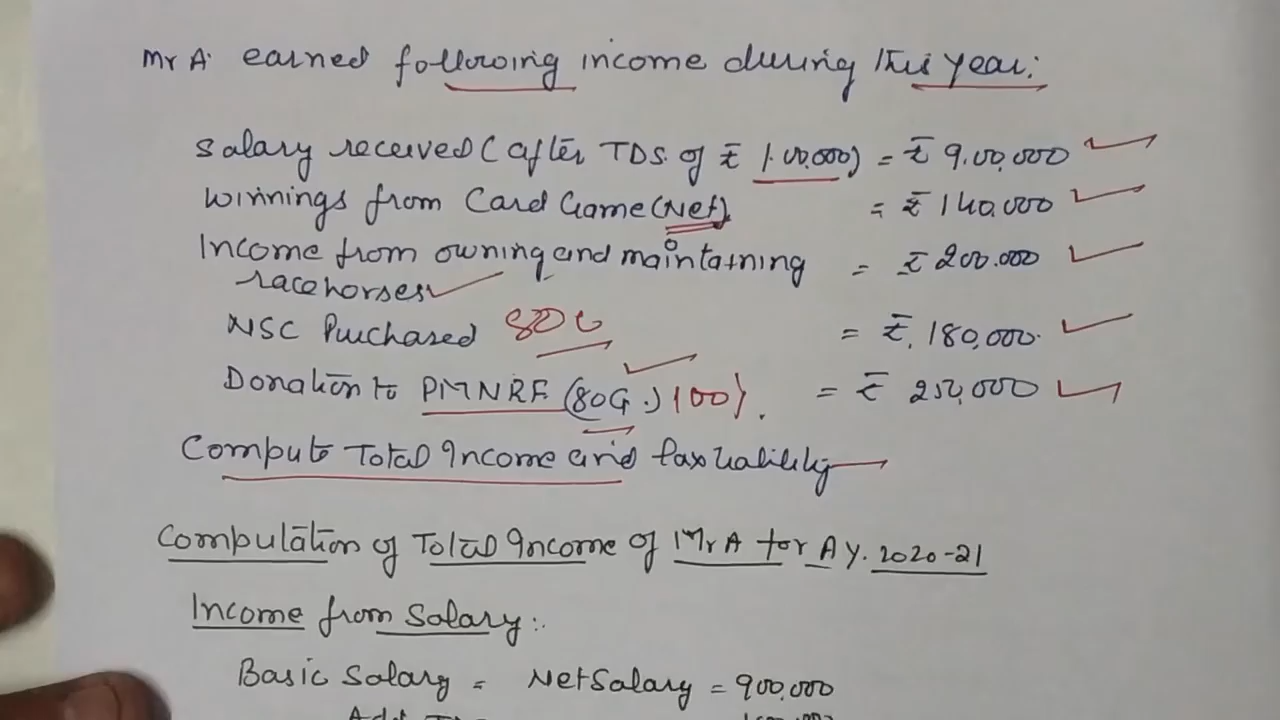 Mr A. earned following income during this year:
Salary received (after TDS of ₹ 1,00,000) = ₹ 9,00,000
Winnings from Card Game (Net) = ₹ 140,000
Income from owning and maintaining = ₹ 200,000
racehorses
NSC Purchased 80C = ₹ 180,000
Donation to PMNRF (80G.) 100%. = ₹ 250,000
Compute Total Income and tax liability
Computation of Total Income of Mr A for A.Y. 2020-21
Income from Salary:
Basic Salary = Net Salary = 900,000